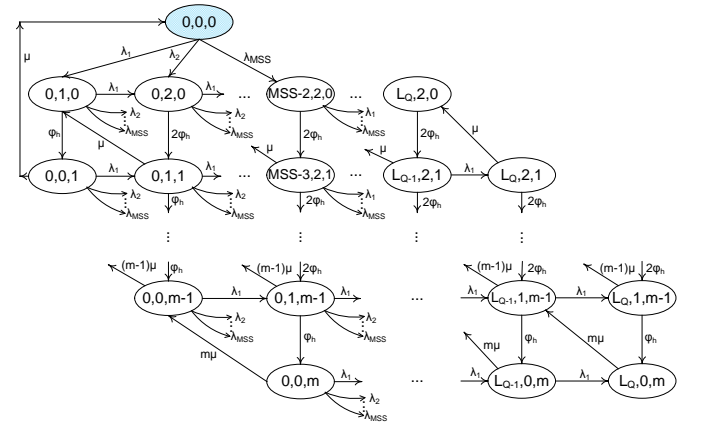 0,0,0
λ₁ λ₂ λMSS
μ
0,1,0 λ₁ 0,2,0 λ₁ ... MSS-2,2,0 ... λ₁ LQ,2,0
λ₂ λMSS λ₂ λMSS λ₂ λMSS
φh μ 2φh μ 2φh μ 2φh μ
0,0,1 λ₁ 0,1,1 λ₁ ... MSS-3,2,1 ... λ₁ LQ-1,2,1 λ₁ LQ,2,1
λ₂ λMSS λ₂ λMSS λ₂ λMSS
φh 2φh 2φh 2φh
⋮ ⋮ ⋮ ⋮
(m-1)μ φh (m-1)μ 2φh (m-1)μ 2φh (m-1)μ 2φh
0,0,m-1 λ₁ 0,1,m-1 λ₁ ... λ₁ LQ-1,1,m-1 λ₁ LQ,1,m-1
λ₂ λMSS λ₂ λMSS
mμ φh mμ φh mμ φh
0,0,m λ₁ ... λ₁ LQ-1,0,m λ₁ LQ,0,m
λ₂ λMSS